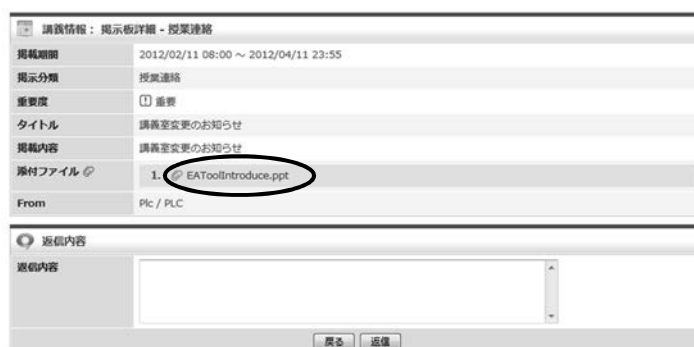 講義情報： 掲示板詳細 - 授業連絡
掲載期間 2012/02/11 08:00 ～ 2012/04/11 23:55
掲示分類 授業連絡
重要度 重要
タイトル 講義室変更のお知らせ
掲載内容 講義室変更のお知らせ
添付ファイル 1. EAToolIntroduce.ppt
From Plc / PLC
返信内容
返信内容
戻る 返信